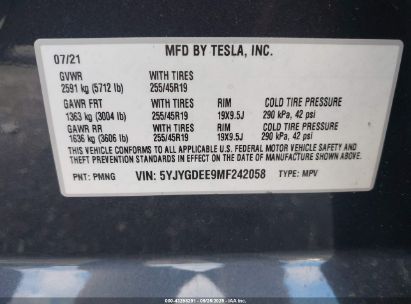 07/21 MFD BY TESLA, INC.
GVWR WITH TIRES
2591 kg (5712 lb) 255/45R19
GAWR FRT WITH TIRES RIM COLD TIRE PRESSURE
1363 kg (3004 lb) 255/45R19 19X9.5J 290 kPa, 42 psi
GAWR RR WITH TIRES RIM COLD TIRE PRESSURE
1636 kg (3606 lb) 255/45R19 19X9.5J 290 kPa, 42 psi
THIS VEHICLE CONFORMS TO ALL APPLICABLE U.S. FEDERAL MOTOR VEHICLE SAFETY AND
THEFT PREVENTION STANDARDS IN EFFECT ON THE DATE OF MANUFACTURE SHOWN ABOVE.
PNT: PMNG VIN: 5YJYGDEE9MF242058 TYPE: MPV